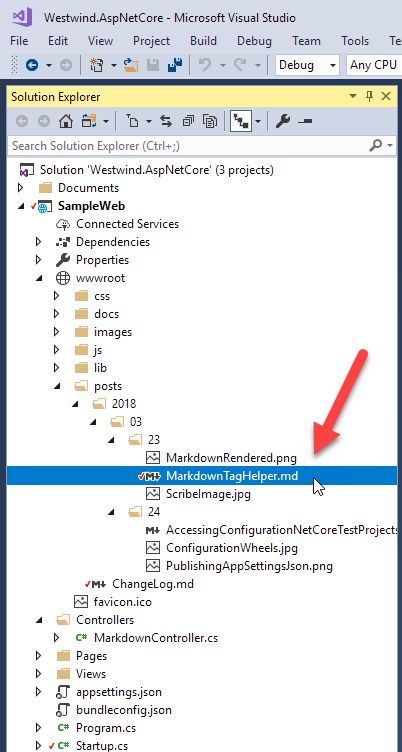 Westwind.AspNetCore - Microsoft Visual Studio
File Edit View Project Build Debug Team Tools Te
Debug Any CPU
Solution Explorer
Search Solution Explorer (Ctrl+;)
Solution 'Westwind.AspNetCore' (3 projects)
Documents
SampleWeb
Connected Services
Dependencies
Properties
wwwroot
css
docs
images
js
lib
posts
2018
03
23
MarkdownRendered.png
MarkdownTagHelper.md
ScribeImage.jpg
24
AccessingConfigurationNetCoreTestProjects
ConfigurationWheels.jpg
PublishingAppSettingsJson.png
ChangeLog.md
favicon.ico
Controllers
C# MarkdownController.cs
Pages
Views
appsettings.json
bundleconfig.json
C# Program.cs
C# Startup.cs